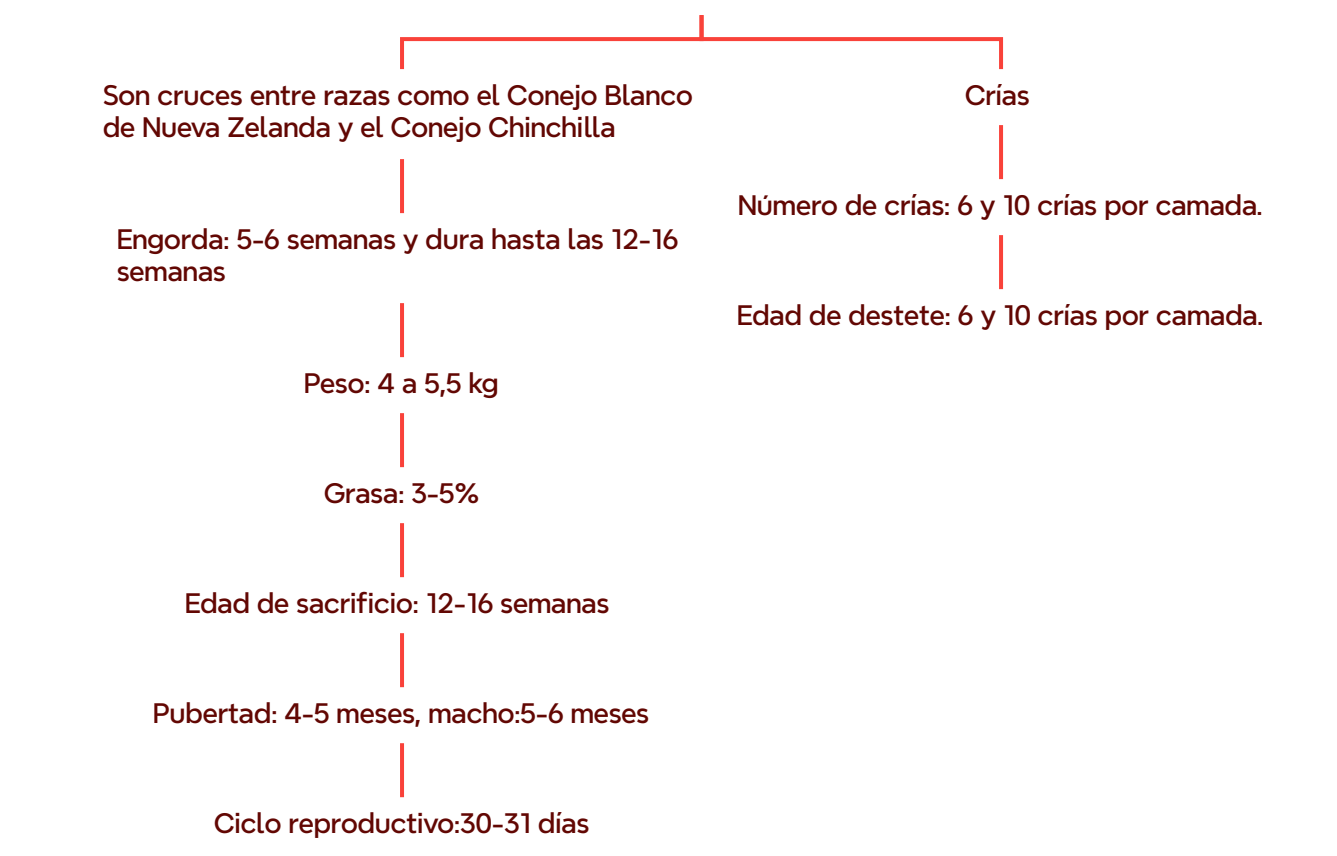 Son cruces entre razas como el Conejo Blanco
de Nueva Zelanda y el Conejo Chinchilla
Engorda: 5-6 semanas y dura hasta las 12-16
semanas
Peso: 4 a 5,5 kg
Grasa: 3-5%
Edad de sacrificio: 12-16 semanas
Pubertad: 4-5 meses, macho:5-6 meses
Ciclo reproductivo:30-31 días
Crías
Número de crías: 6 y 10 crías por camada.
Edad de destete: 6 y 10 crías por camada.